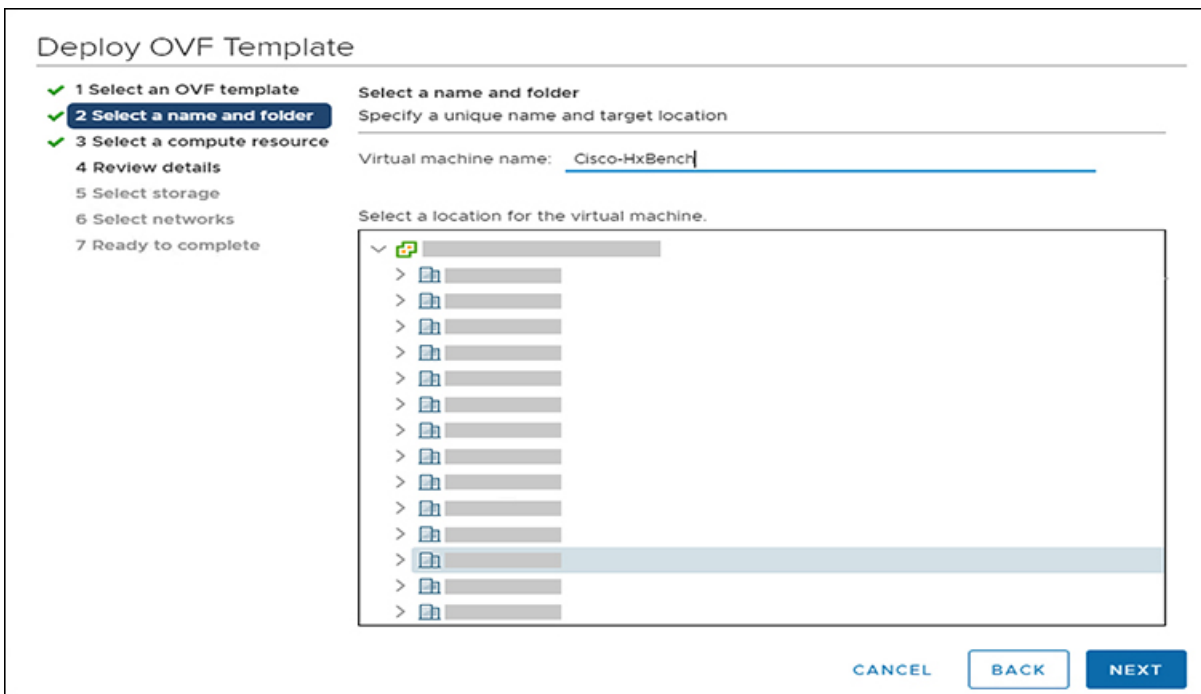 Deploy OVF Template
1 Select an OVF template
2 Select a name and folder
3 Select a compute resource
4 Review details
5 Select storage
6 Select networks
7 Ready to complete
Select a name and folder
Specify a unique name and target location
Virtual machine name: Cisco-HxBench
Select a location for the virtual machine.
CANCEL BACK NEXT